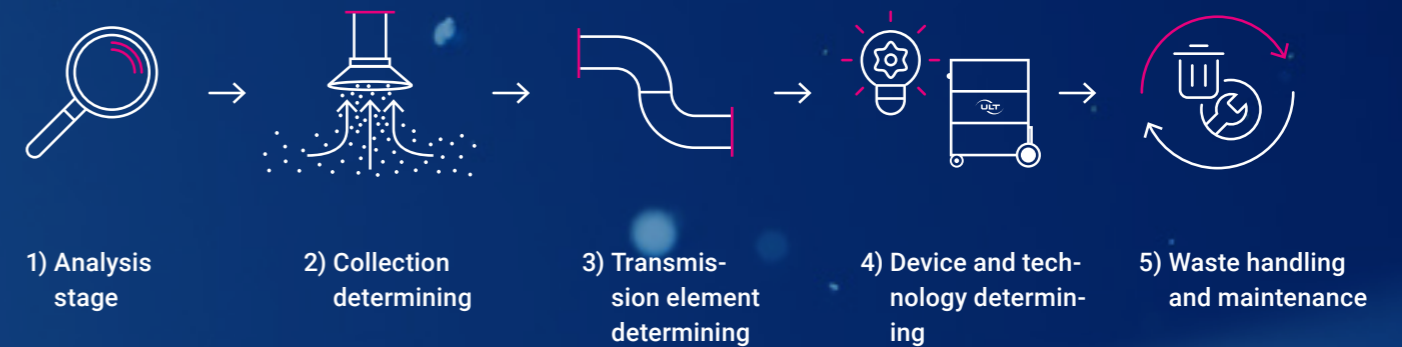 ULT
1) Analysis
stage
2) Collection
determining
3) Transmis-
sion element
determining
4) Device and tech-
nology determin-
ing
5) Waste handling
and maintenance